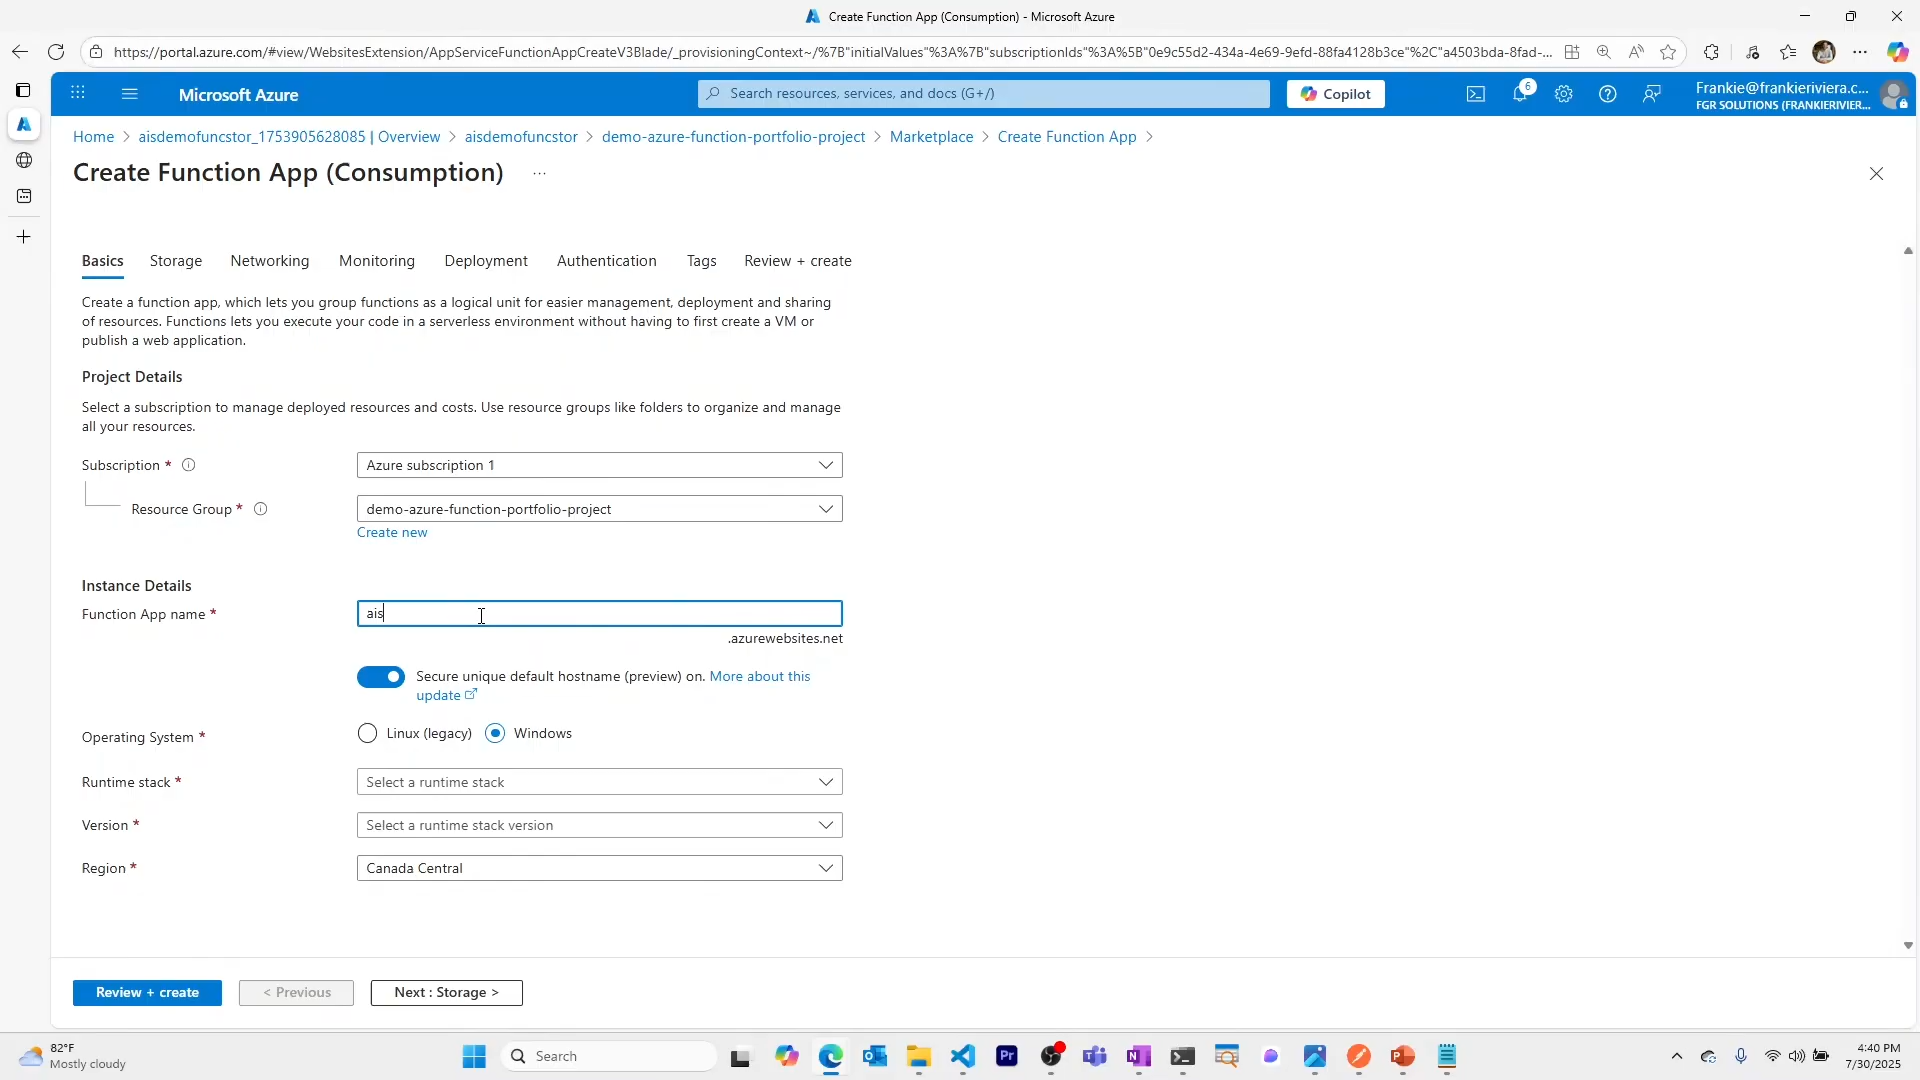 Create Function App (Consumption) - Microsoft Azure
https://portal.azure.com/#view/WebsitesExtension/AppServiceFunctionAppCreateV3Blade/_provisioningContext~/%7B"initialValues"%3A%7B"subscriptionIds"%3A%5B"0e9c55d2-434a-4e69-9efd-88fa4128b3ce"%2C"a4503bda-8fad-...
Microsoft Azure
Search resources, services, and docs (G+/)
Copilot
6
Frankie@frankieriviera.c...
FGR SOLUTIONS (FRANKIERIVIER...
Home > aisdemofuncstor_1753905628085 | Overview > aisdemofuncstor > demo-azure-function-portfolio-project > Marketplace > Create Function App >
Create Function App (Consumption) ...
Basics Storage Networking Monitoring Deployment Authentication Tags Review + create
Create a function app, which lets you group functions as a logical unit for easier management, deployment and sharing
of resources. Functions lets you execute your code in a serverless environment without having to first create a VM or
publish a web application.
Project Details
Select a subscription to manage deployed resources and costs. Use resource groups like folders to organize and manage
all your resources.
Subscription * Azure subscription 1
Resource Group * demo-azure-function-portfolio-project
Create new
Instance Details
Function App name * ais
.azurewebsites.net
Secure unique default hostname (preview) on. More about this
update
Operating System * Linux (legacy) Windows
Runtime stack * Select a runtime stack
Version * Select a runtime stack version
Region * Canada Central
Review + create < Previous Next : Storage >
82°F
Mostly cloudy
Search
Pr
4:40 PM
7/30/2025